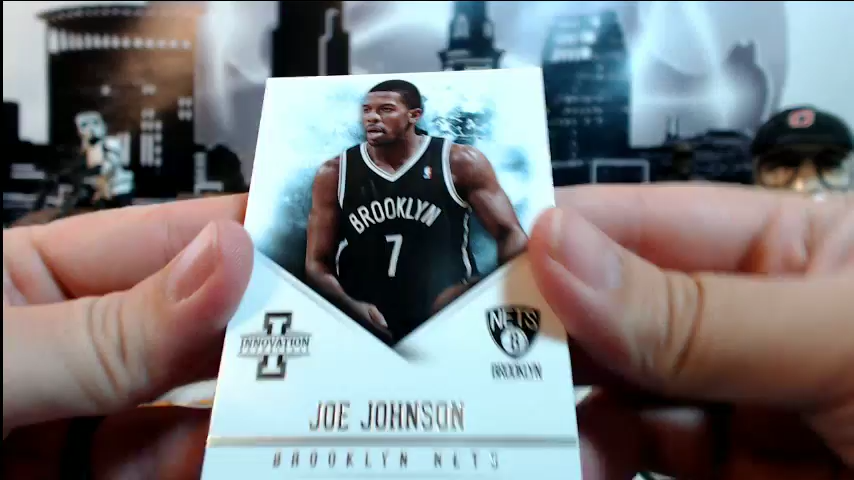 BROOKLYN
7
INNOVATION
NETS
B
BROOKLYN
JOE JOHNSON
BROOKLYN NETS